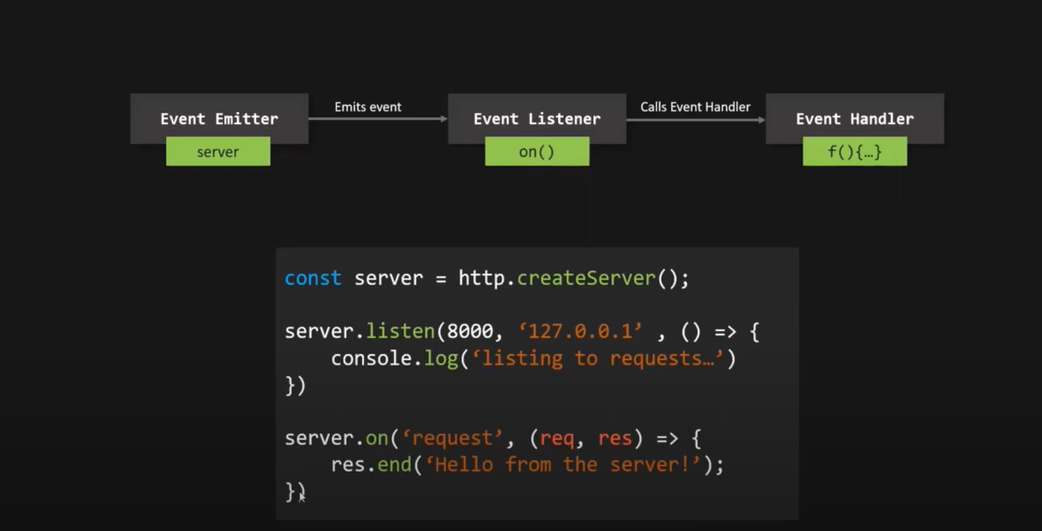 Emits event
Calls Event Handler
Event Emitter
Event Listener
Event Handler
server
on()
f(){…}
const server = http.createServer();
server.listen(8000, ‘127.0.0.1’ , () => {
console.log(‘listing to requests…’)
})
server.on(‘request’, (req, res) => {
res.end(‘Hello from the server!’);
})